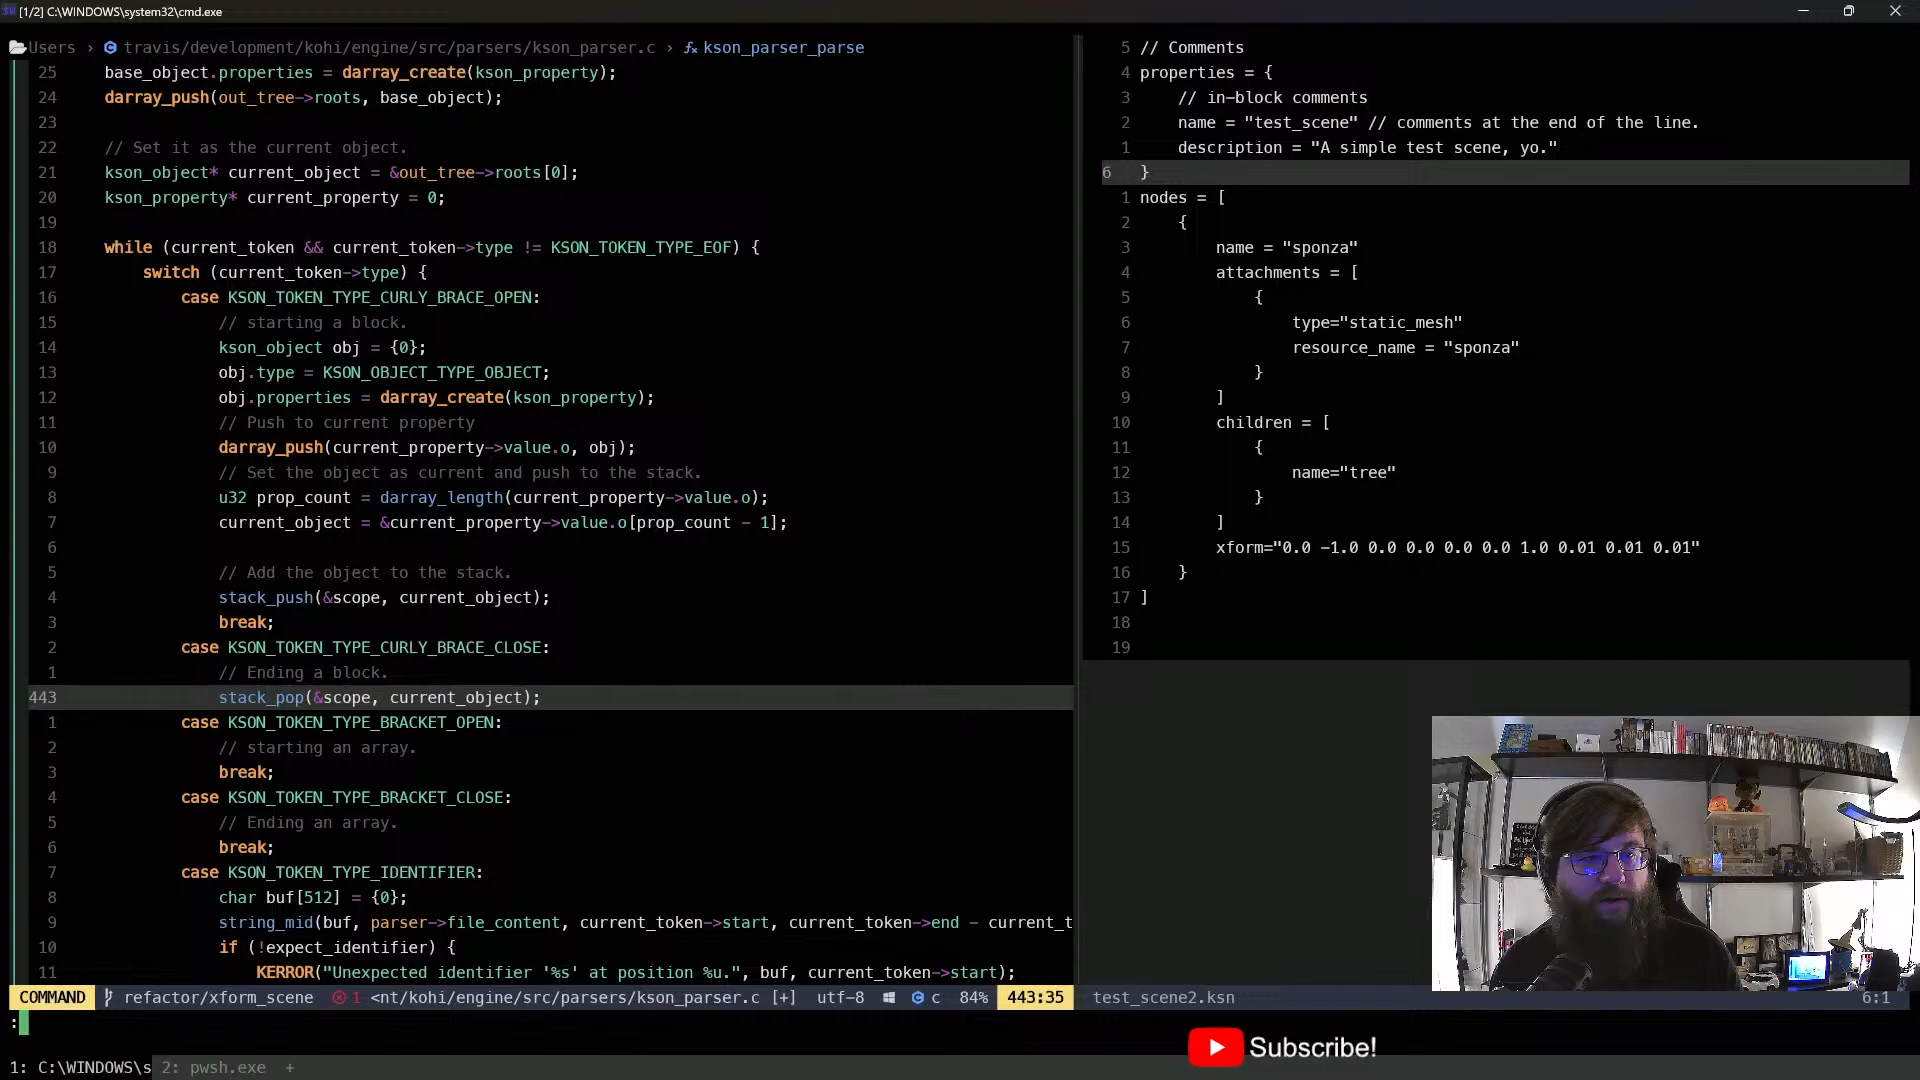 [1/2] C:\WINDOWS\system32\cmd.exe
Users › travis/development/kohi/engine/src/parsers/kson_parser.c › kson_parser_parse
25 base_object.properties = darray_create(kson_property);
24 darray_push(out_tree->roots, base_object);
23
22 // Set it as the current object.
21 kson_object* current_object = &out_tree->roots[0];
20 kson_property* current_property = 0;
19
18 while (current_token && current_token->type != KSON_TOKEN_TYPE_EOF) {
17 switch (current_token->type) {
16 case KSON_TOKEN_TYPE_CURLY_BRACE_OPEN:
15 // starting a block.
14 kson_object obj = {0};
13 obj.type = KSON_OBJECT_TYPE_OBJECT;
12 obj.properties = darray_create(kson_property);
11 // Push to current property
10 darray_push(current_property->value.o, obj);
9 // Set the object as current and push to the stack.
8 u32 prop_count = darray_length(current_property->value.o);
7 current_object = &current_property->value.o[prop_count - 1];
6
5 // Add the object to the stack.
4 stack_push(&scope, current_object);
3 break;
2 case KSON_TOKEN_TYPE_CURLY_BRACE_CLOSE:
1 // Ending a block.
443 stack_pop(&scope, current_object);
1 case KSON_TOKEN_TYPE_BRACKET_OPEN:
2 // starting an array.
3 break;
4 case KSON_TOKEN_TYPE_BRACKET_CLOSE:
5 // Ending an array.
6 break;
7 case KSON_TOKEN_TYPE_IDENTIFIER:
8 char buf[512] = {0};
9 string_mid(buf, parser->file_content, current_token->start, current_token->end - current_t
10 if (!expect_identifier) {
11 KERROR("Unexpected identifier '%s' at position %u.", buf, current_token->start);
COMMAND refactor/xform_scene 1 <nt/kohi/engine/src/parsers/kson_parser.c [+] utf-8 c 84% 443:35
:
1: C:\WINDOWS\s 2: pwsh.exe +
5 // Comments
4 properties = {
3 // in-block comments
2 name = "test_scene" // comments at the end of the line.
1 description = "A simple test scene, yo."
6 }
1 nodes = [
2 {
3 name = "sponza"
4 attachments = [
5 {
6 type="static_mesh"
7 resource_name = "sponza"
8 }
9 ]
10 children = [
11 {
12 name="tree"
13 }
14 ]
15 xform="0.0 -1.0 0.0 0.0 0.0 0.0 1.0 0.01 0.01 0.01"
16 }
17 ]
18
19
test_scene2.ksn 6:1
Subscribe!